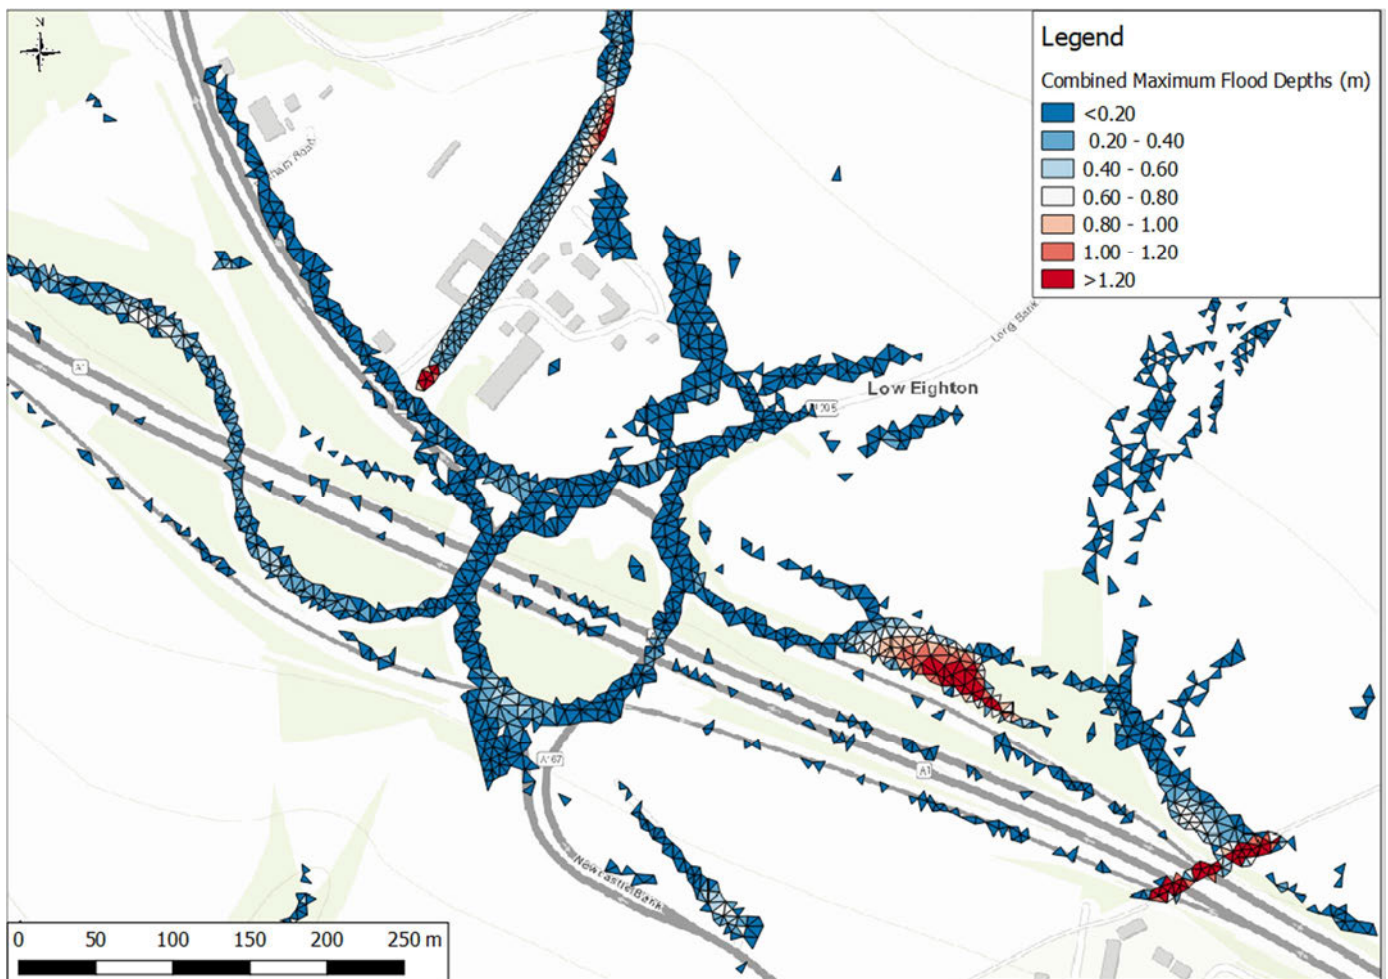 N
Legend
Combined Maximum Flood Depths (m)
<0.20
0.20 - 0.40
0.40 - 0.60
0.60 - 0.80
0.80 - 1.00
1.00 - 1.20
>1.20
Road
Long Bank
A1
Low Eighton
A167
A1
Newcastle Bank
0 50 100 150 200 250 m